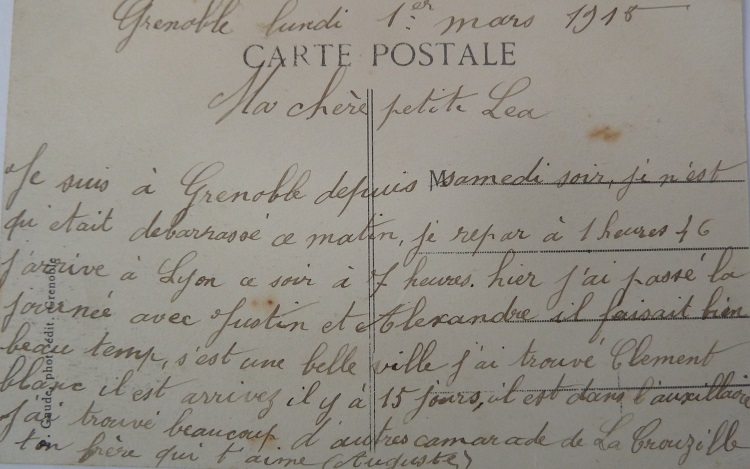 Grenoble lundi 1er mars 1915
CARTE POSTALE
Ma chère petite Lea
Je suis à Grenoble depuis samedi soir, je n'est
qu'etait debarrassé ce matin, je repar à 1 heures 46
j'arrive à Lyon ce soir à 7 heures. hier j'ai passé la
journée avec Justin et Alexandre il faisait bien
beau temp, s'est une belle ville j'ai trouvé Clement
blanc il est arrivez il y à 15 jours, il est dans l'auxillaire
j'ai trouvé beaucoup d'autres camarade de La Crouzille
ton frère qui t'aime (Auguste)
M
Gaude, phot. édit. Grenoble